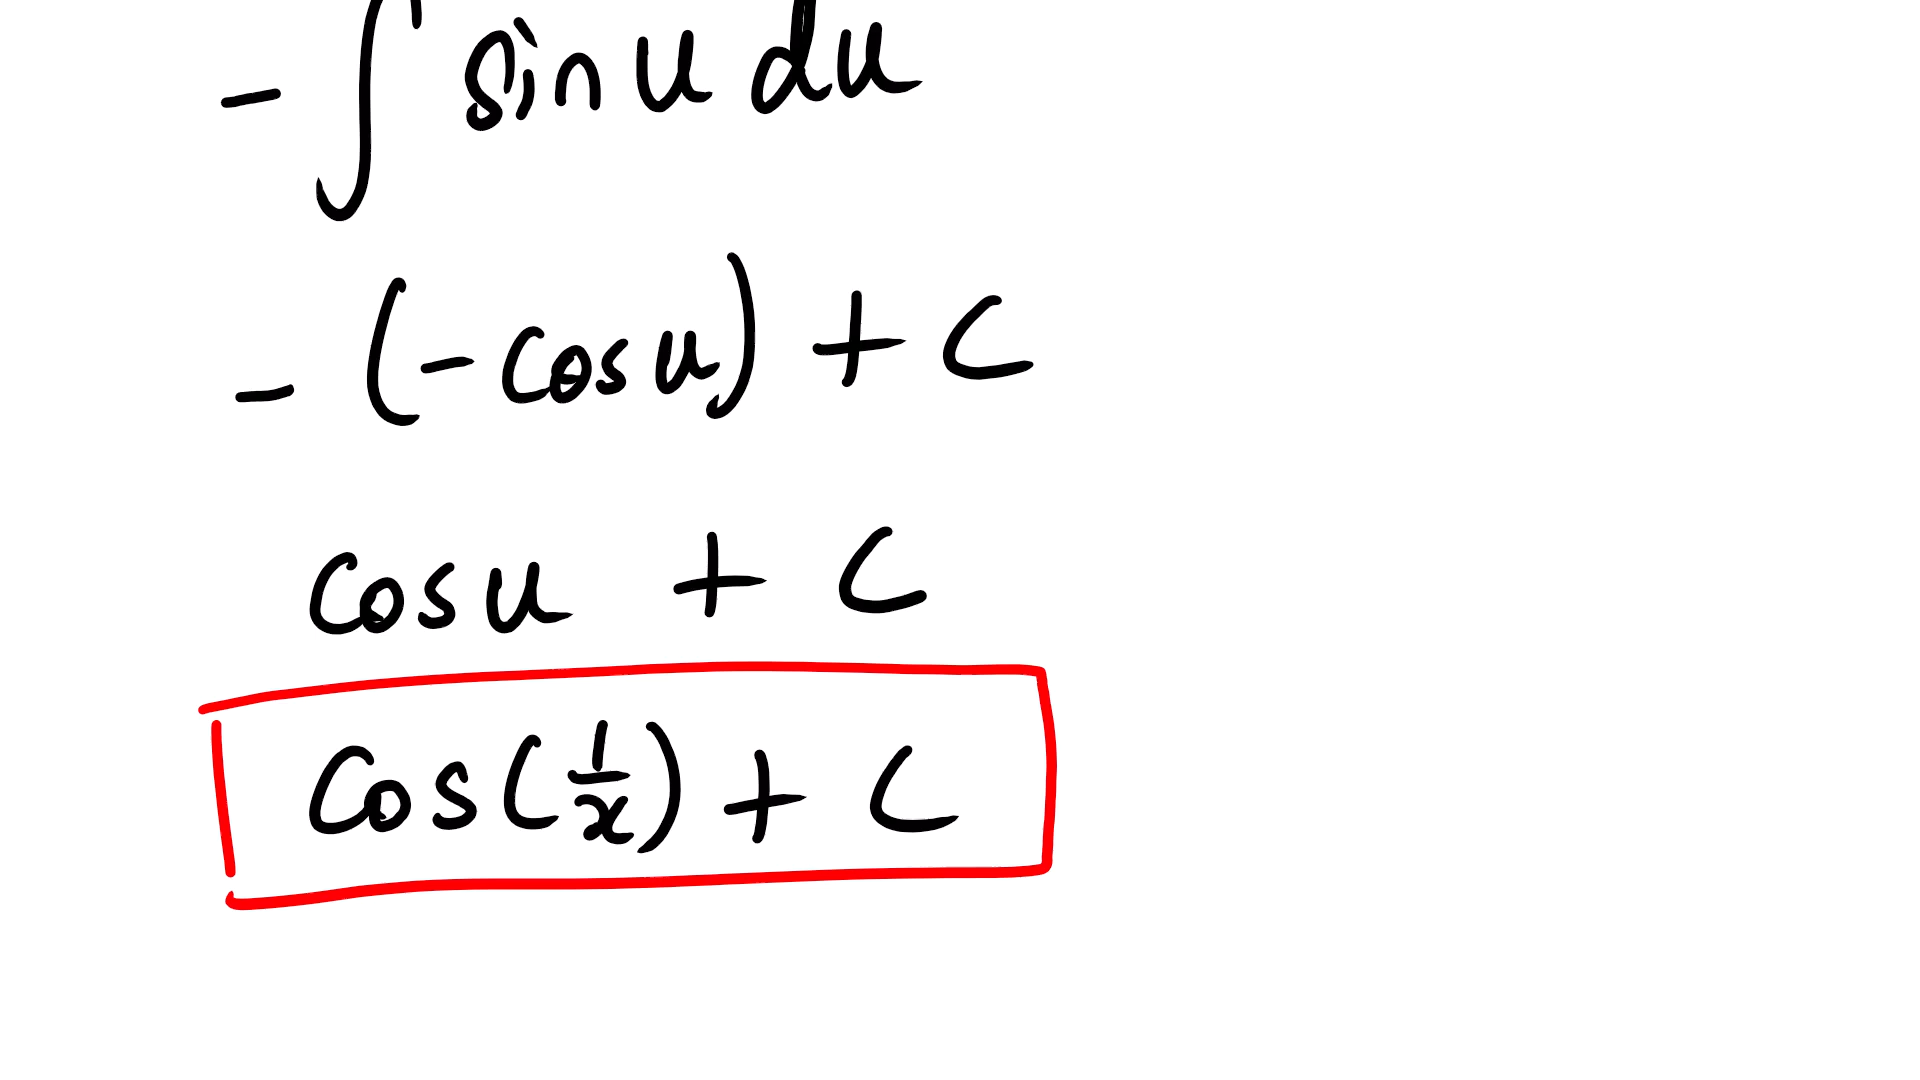 - ∫ sin u du
- (- cos u) + C
cos u + C
cos(1/x) + C